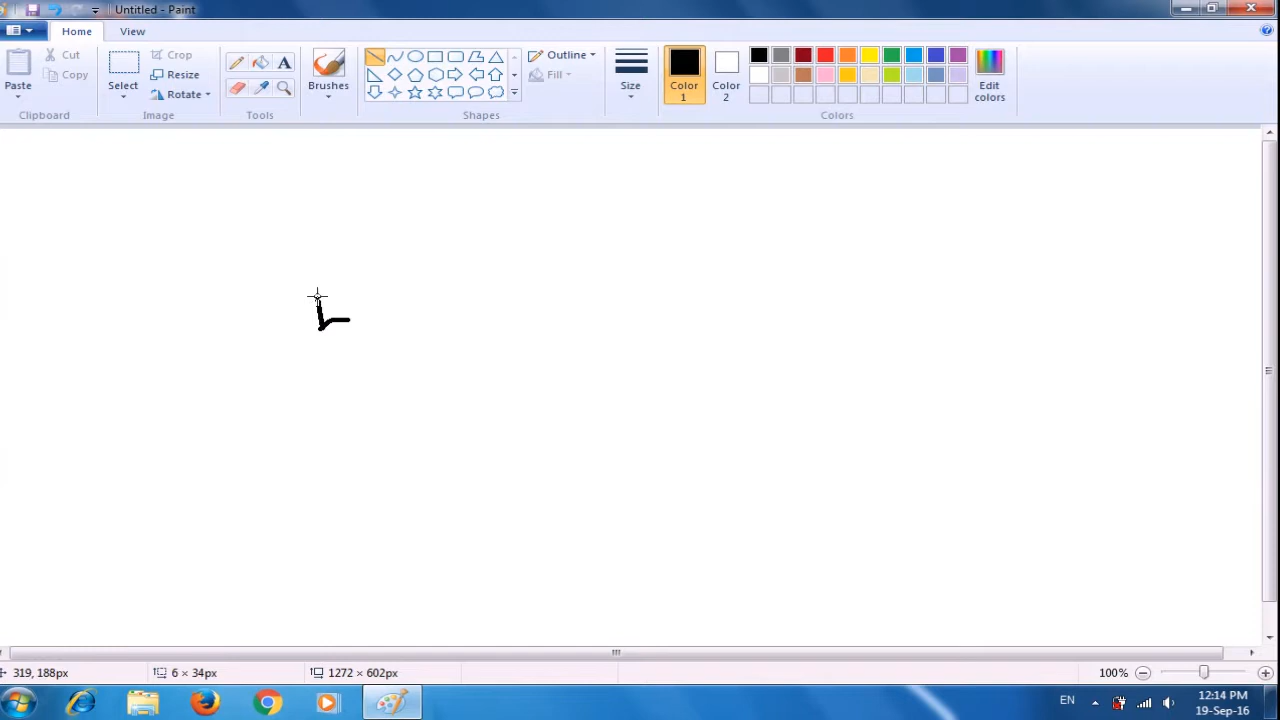 Untitled - Paint
Home View
Paste Cut Copy Select Crop Resize Rotate A Brushes Outline Fill Size Color 1 Color 2 Edit colors
Clipboard Image Tools Shapes Colors
319, 188px 6 × 34px 1272 × 602px 100%
EN 12:14 PM
19-Sep-16